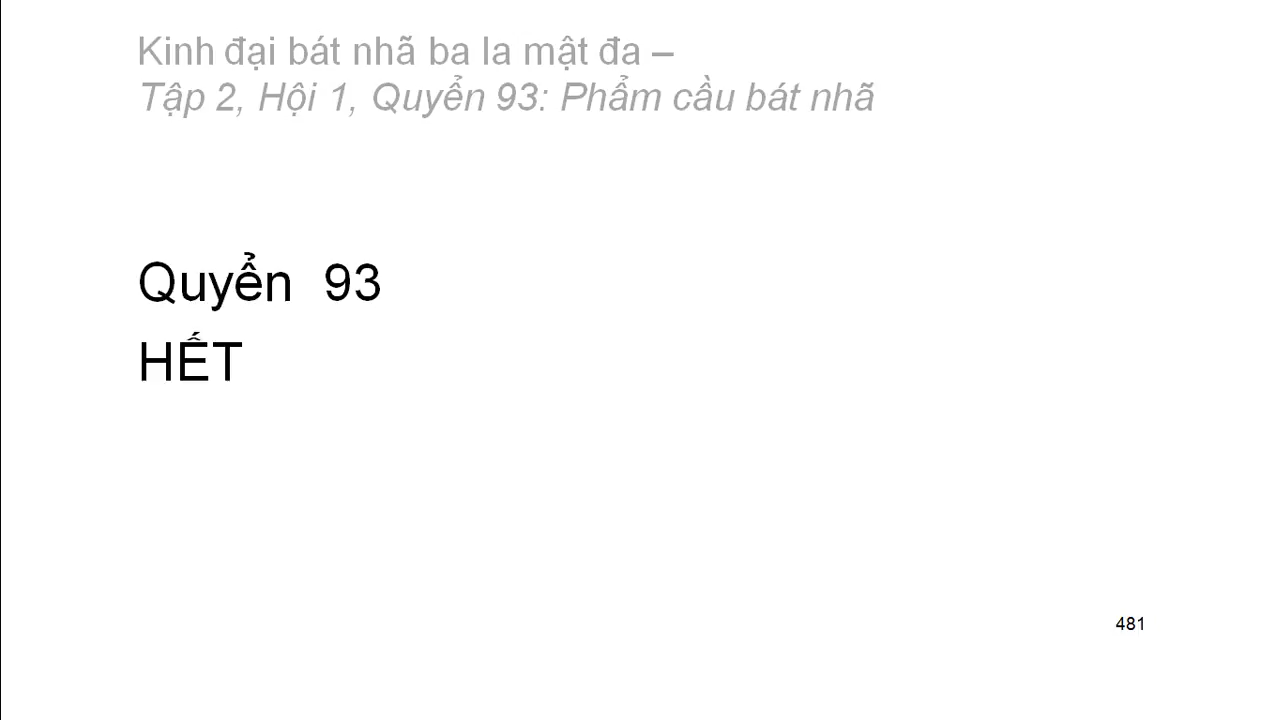 Kinh đại bát nhã ba la mật đa –
Tập 2, Hội 1, Quyển 93: Phẩm cầu bát nhã
Quyển  93
HẾT
481